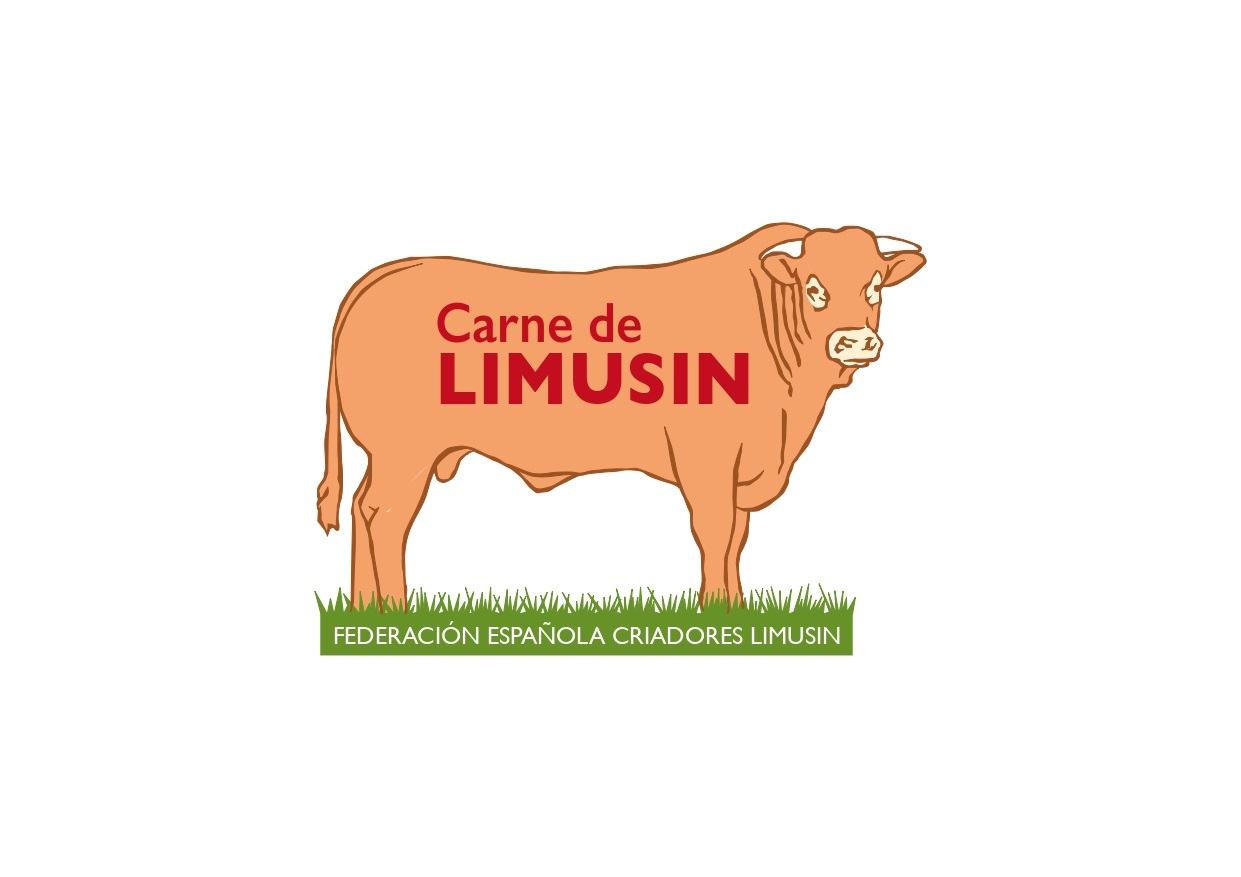 Carne de
LIMUSIN
FEDERACIÓN ESPAÑOLA CRIADORES LIMUSIN